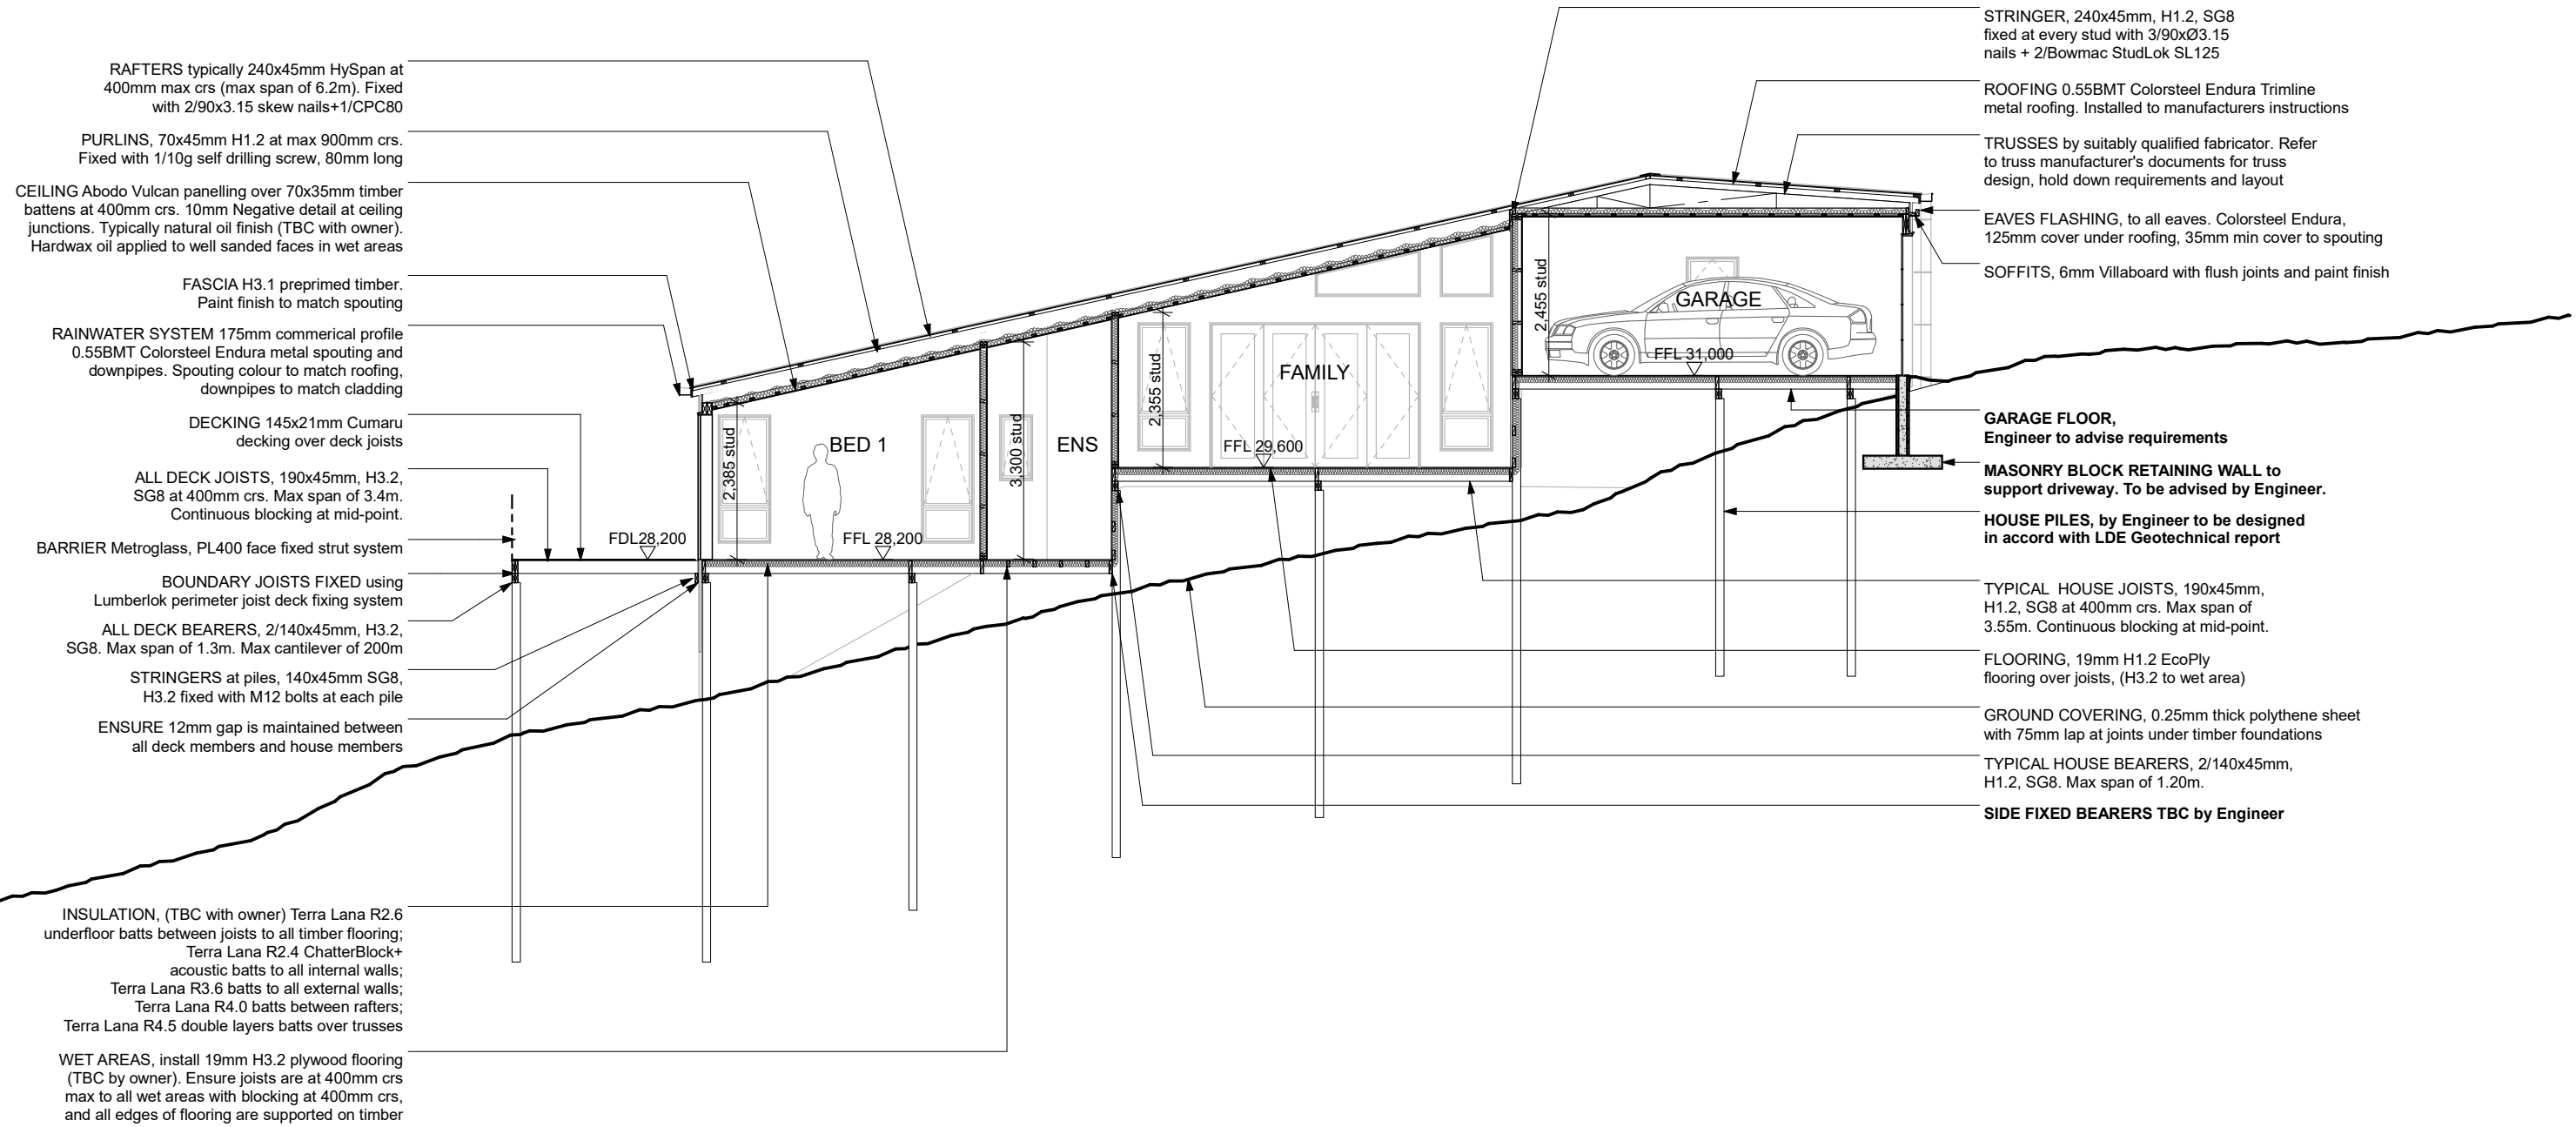 RAFTERS typically 240x45mm HySpan at
400mm max crs (max span of 6.2m). Fixed
with 2/90x3.15 skew nails+1/CPC80
PURLINS, 70x45mm H1.2 at max 900mm crs.
Fixed with 1/10g self drilling screw, 80mm long
CEILING Abodo Vulcan panelling over 70x35mm timber
battens at 400mm crs. 10mm Negative detail at ceiling
junctions. Typically natural oil finish (TBC with owner).
Hardwax oil applied to well sanded faces in wet areas
FASCIA H3.1 preprimed timber.
Paint finish to match spouting
RAINWATER SYSTEM 175mm commerical profile
0.55BMT Colorsteel Endura metal spouting and
downpipes. Spouting colour to match roofing,
downpipes to match cladding
DECKING 145x21mm Cumaru
decking over deck joists
ALL DECK JOISTS, 190x45mm, H3.2,
SG8 at 400mm crs. Max span of 3.4m.
Continuous blocking at mid-point.
BARRIER Metroglass, PL400 face fixed strut system
BOUNDARY JOISTS FIXED using
Lumberlok perimeter joist deck fixing system
ALL DECK BEARERS, 2/140x45mm, H3.2,
SG8. Max span of 1.3m. Max cantilever of 200m
STRINGERS at piles, 140x45mm SG8,
H3.2 fixed with M12 bolts at each pile
ENSURE 12mm gap is maintained between
all deck members and house members
INSULATION, (TBC with owner) Terra Lana R2.6
underfloor batts between joists to all timber flooring;
Terra Lana R2.4 ChatterBlock+
acoustic batts to all internal walls;
Terra Lana R3.6 batts to all external walls;
Terra Lana R4.0 batts between rafters;
Terra Lana R4.5 double layers batts over trusses
WET AREAS, install 19mm H3.2 plywood flooring
(TBC by owner). Ensure joists are at 400mm crs
max to all wet areas with blocking at 400mm crs,
and all edges of flooring are supported on timber
FDL28,200
2,385 stud
BED 1
FFL 28,200
3,300 stud
ENS
2,355 stud
FAMILY
FFL 29,600
2,455 stud
GARAGE
FFL 31,000
STRINGER, 240x45mm, H1.2, SG8
fixed at every stud with 3/90xØ3.15
nails + 2/Bowmac StudLok SL125
ROOFING 0.55BMT Colorsteel Endura Trimline
metal roofing. Installed to manufacturers instructions
TRUSSES by suitably qualified fabricator. Refer
to truss manufacturer's documents for truss
design, hold down requirements and layout
EAVES FLASHING, to all eaves. Colorsteel Endura,
125mm cover under roofing, 35mm min cover to spouting
SOFFITS, 6mm Villaboard with flush joints and paint finish
GARAGE FLOOR,
Engineer to advise requirements
MASONRY BLOCK RETAINING WALL to
support driveway. To be advised by Engineer.
HOUSE PILES, by Engineer to be designed
in accord with LDE Geotechnical report
TYPICAL HOUSE JOISTS, 190x45mm,
H1.2, SG8 at 400mm crs. Max span of
3.55m. Continuous blocking at mid-point.
FLOORING, 19mm H1.2 EcoPly
flooring over joists, (H3.2 to wet area)
GROUND COVERING, 0.25mm thick polythene sheet
with 75mm lap at joints under timber foundations
TYPICAL HOUSE BEARERS, 2/140x45mm,
H1.2, SG8. Max span of 1.20m.
SIDE FIXED BEARERS TBC by Engineer